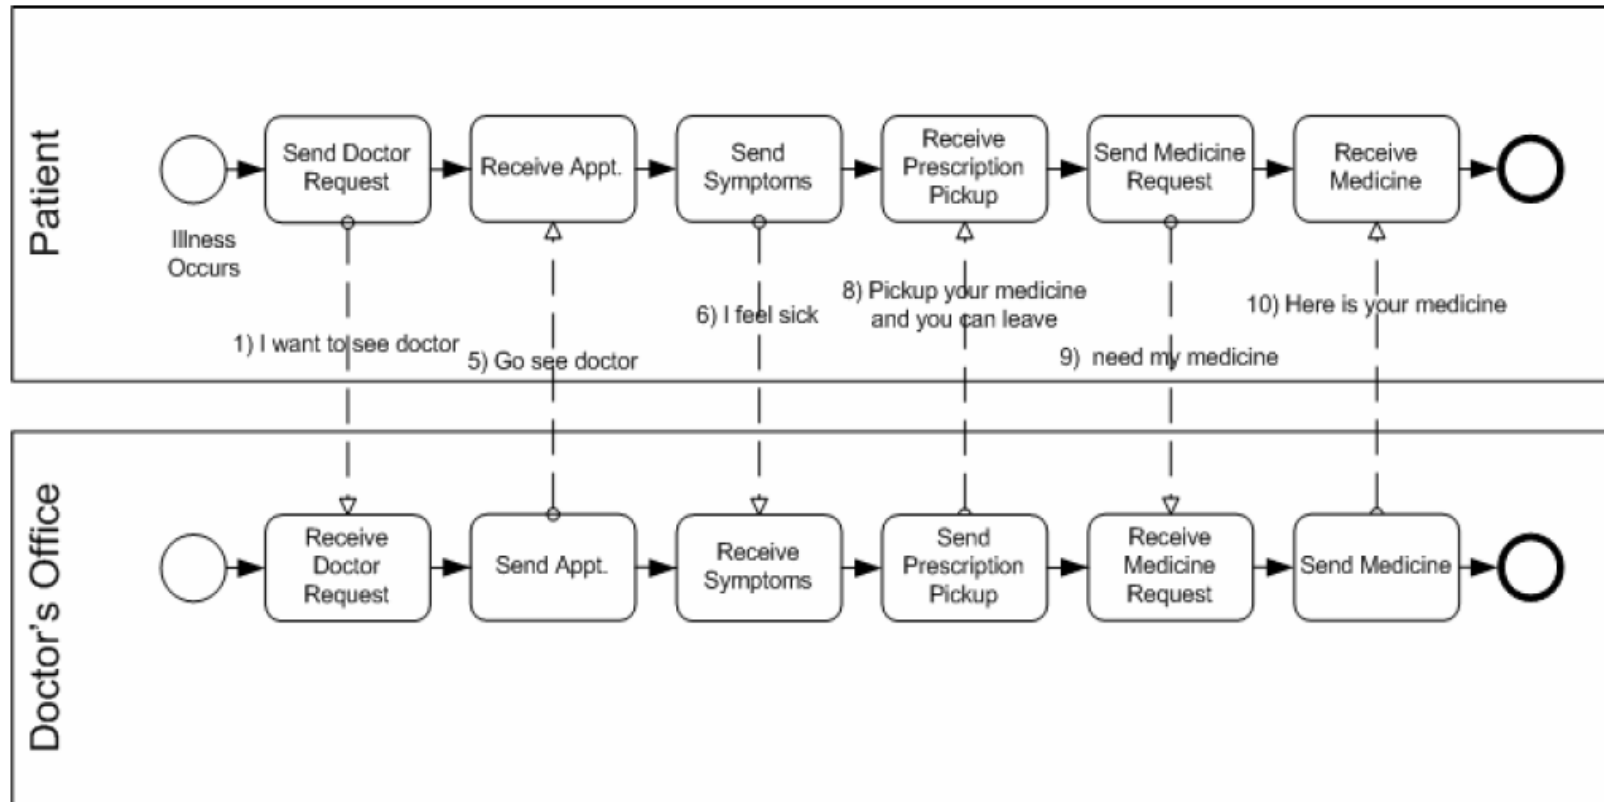 Patient
Send Doctor
Request
Receive Appt.
Send
Symptoms
Receive
Prescription
Pickup
Send Medicine
Request
Receive
Medicine
Illness
Occurs
1) I want to see doctor
5) Go see doctor
6) I feel sick
8) Pickup your medicine
and you can leave
9) need my medicine
10) Here is your medicine
Doctor's Office
Receive
Doctor
Request
Send Appt.
Receive
Symptoms
Send
Prescription
Pickup
Receive
Medicine
Request
Send Medicine